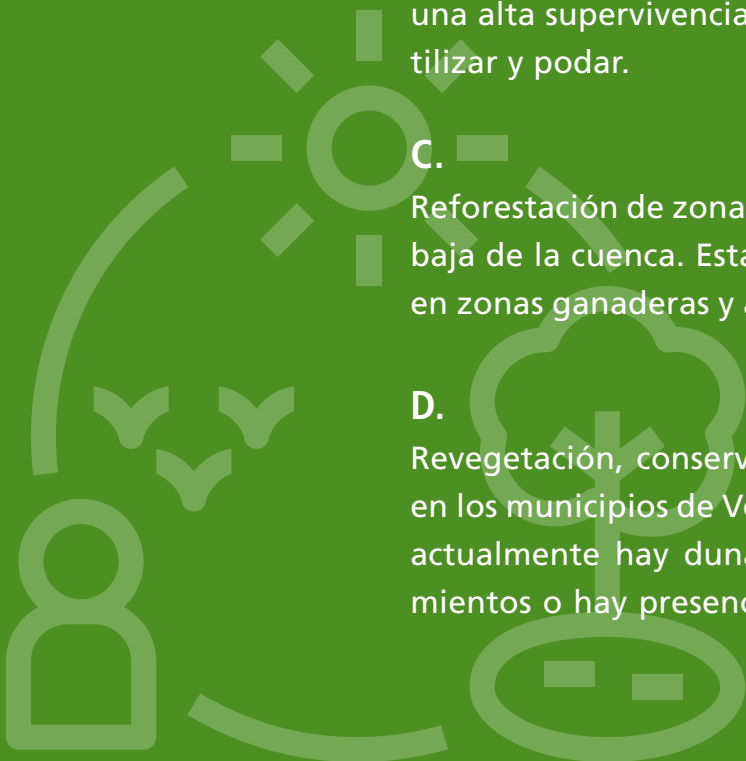 una alta supervivencia
tilizar y podar.
C.
Reforestación de zona
baja de la cuenca. Esta
en zonas ganaderas y
D.
Revegetación, conserv
en los municipios de
actualmente hay duna
mientos o hay presenc